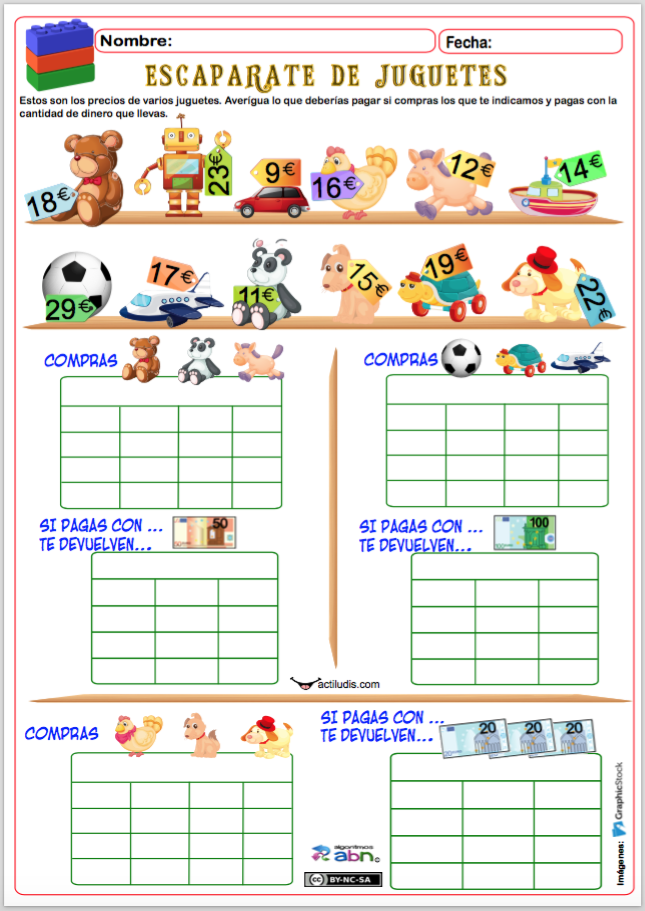 Nombre:
Fecha:
ESCAPARATE DE JUGUETES
Estos son los precios de varios juguetes. Averígua lo que deberías pagar si compras los que te indicamos y pagas con la
cantidad de dinero que llevas.
18€
23€
9€
16€
12€
14€
29€
17€
11€
15€
19€
22€
COMPRAS
COMPRAS
SI PAGAS CON ...
TE DEVUELVEN...
50
SI PAGAS CON ...
TE DEVUELVEN...
100
actiludis.com
COMPRAS
SI PAGAS CON ...
TE DEVUELVEN...
20
20
20
algoritmos
abn
cc BY-NC-SA
Imágenes: GraphicStock